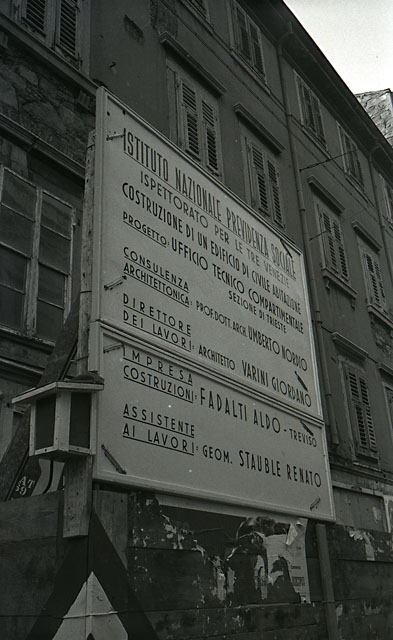 ISTITUTO NAZIONALE PREVIDENZA SOCIALE
ISPETTORATO PER LE TRE VENEZIE
COSTRUZIONE DI UN EDIFICIO DI CIVILE ABITAZIONE
PROGETTO: UFFICIO TECNICO COMPARTIMENTALE
SEZIONE DI TRIESTE
CONSULENZA
ARCHITETTONICA: PROF. DOTT. ARCH. UMBERTO NORDIO
DIRETTORE
DEI LAVORI: ARCHITETTO VARINI GIORDANO
IMPRESA
COSTRUZIONI: FADALTI ALDO - TREVISO
ASSISTENTE
AI LAVORI: GEOM. STAUBLE RENATO